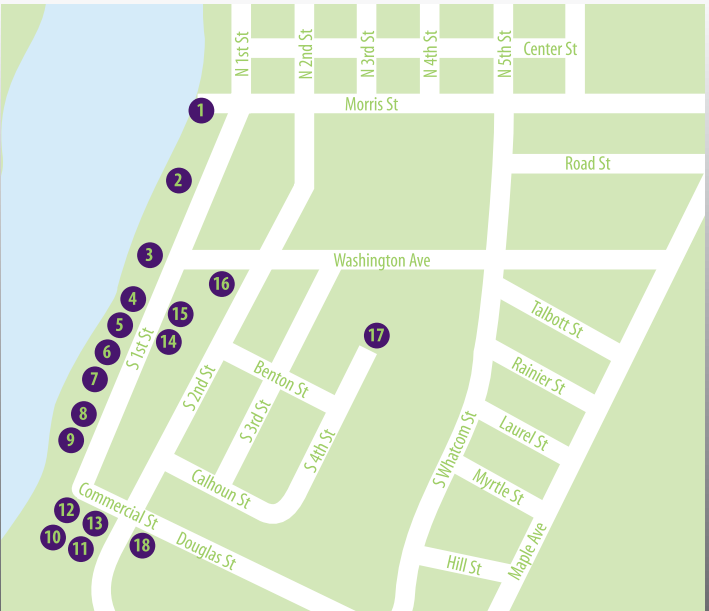 N 1st St
N 2nd St
N 3rd St
N 4th St
N 5th St
Center St
1
Morris St
2
Road St
3
Washington Ave
16
4
15
5
Talbott St
17
14
6
S 1st St
7
Benton St
Rainier St
S 2nd St
8
S 3rd St
9
S 4th St
Laurel St
S Whatcom St
Calhoun St
Myrtle St
Commercial St
12
13
10
11
18
Douglas St
Hill St
Maple Ave